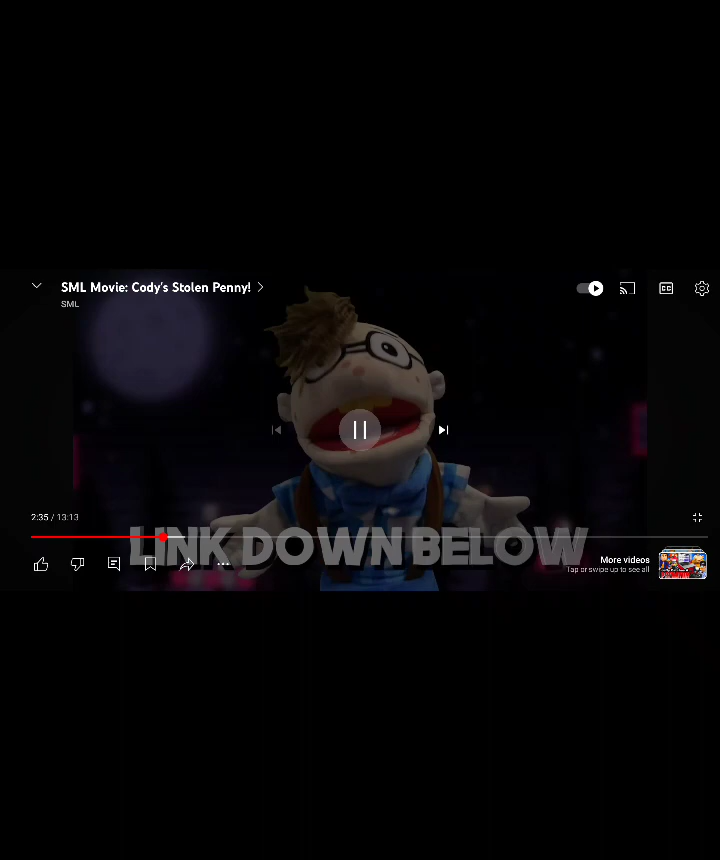 SML Movie: Cody's Stolen Penny!
SML
CC
2:35 / 13:13
LINK DOWN BELOW
More videos
Tap or swipe up to see all